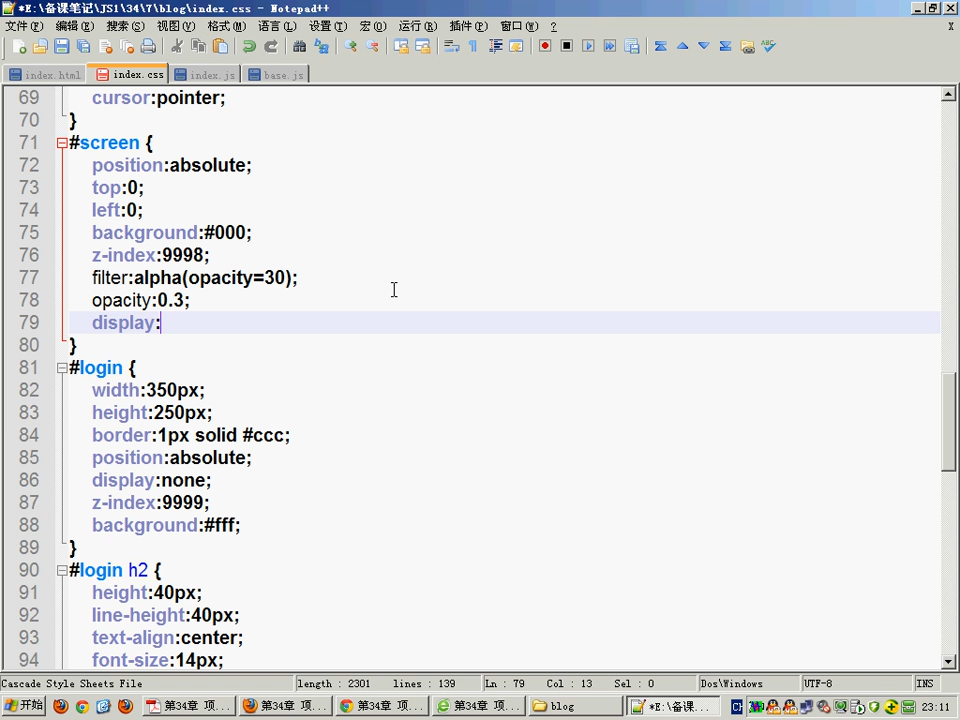 *E:\备课笔记\JS1\34\7\blog\index.css - Notepad++
文件(F) 编辑(E) 搜索(S) 视图(V) 格式(M) 语言(L) 设置(T) 宏(O) 运行(R) 插件(P) 窗口(W) ? X
index.html index.css index.js base.js
69 cursor:pointer;
70 }
71 #screen {
72 position:absolute;
73 top:0;
74 left:0;
75 background:#000;
76 z-index:9998;
77 filter:alpha(opacity=30);
78 opacity:0.3;
79 display:
80 }
81 #login {
82 width:350px;
83 height:250px;
84 border:1px solid #ccc;
85 position:absolute;
86 display:none;
87 z-index:9999;
88 background:#fff;
89 }
90 #login h2 {
91 height:40px;
92 line-height:40px;
93 text-align:center;
94 font-size:14px;
Cascade Style Sheets File length : 2301 lines : 139 Ln : 79 Col : 13 Sel : 0 Dos\Windows UTF-8 INS
开始 第34章 项... 第34章 项... 第34章 项... 第34章 项... blog *E:\备课... 23:11